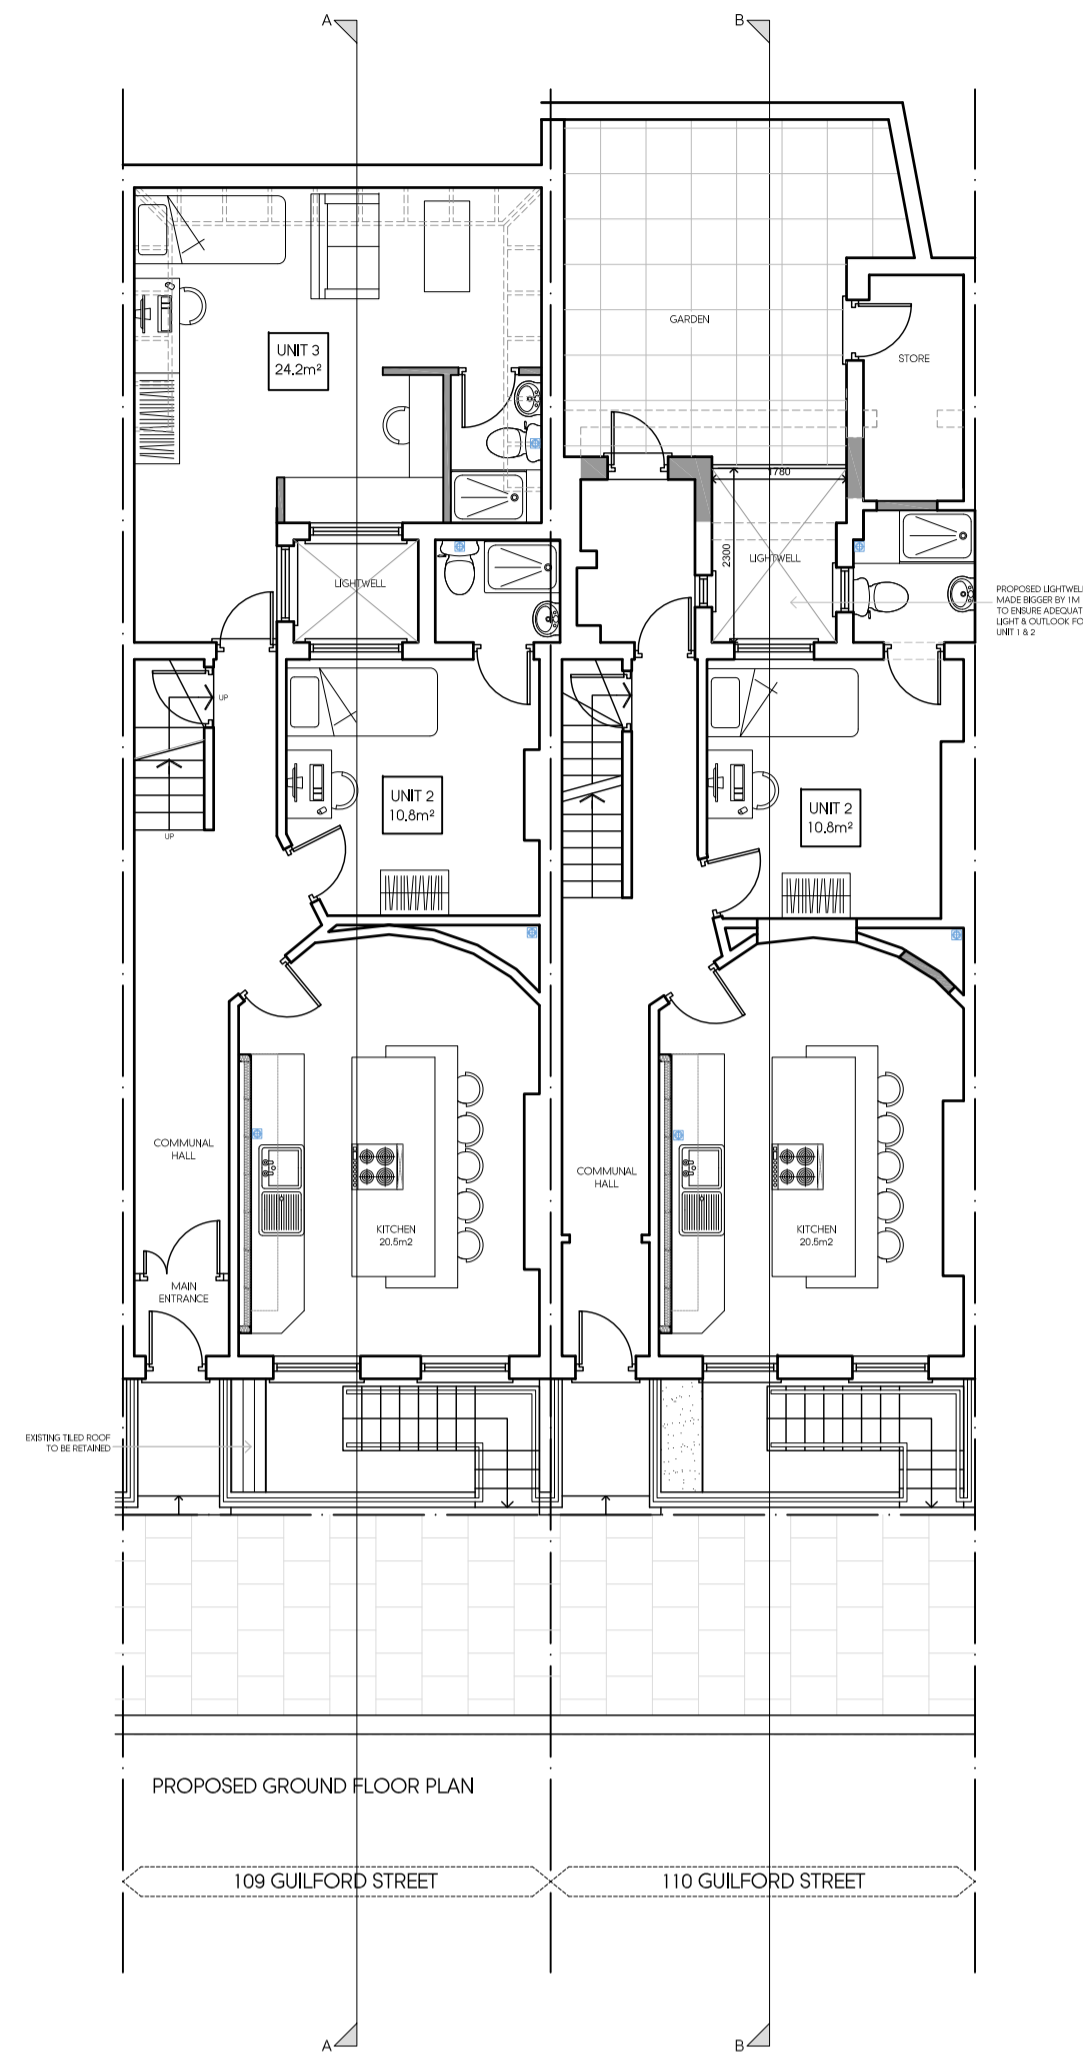 A
B
UNIT 3
24.2m²
GARDEN
STORE
1780
2300
LIGHTWELL
LIGHTWELL
PROPOSED LIGHTWELL
MADE BIGGER BY 1M
TO ENSURE ADEQUAT
LIGHT & OUTLOOK FO
UNIT 1 & 2
UP
UP
UNIT 2
10.8m²
UNIT 2
10.8m²
COMMUNAL
HALL
COMMUNAL
HALL
KITCHEN
20.5m2
KITCHEN
20.5m2
MAIN
ENTRANCE
EXISTING TILED ROOF
TO BE RETAINED
PROPOSED GROUND FLOOR PLAN
109 GUILFORD STREET
110 GUILFORD STREET
A
B